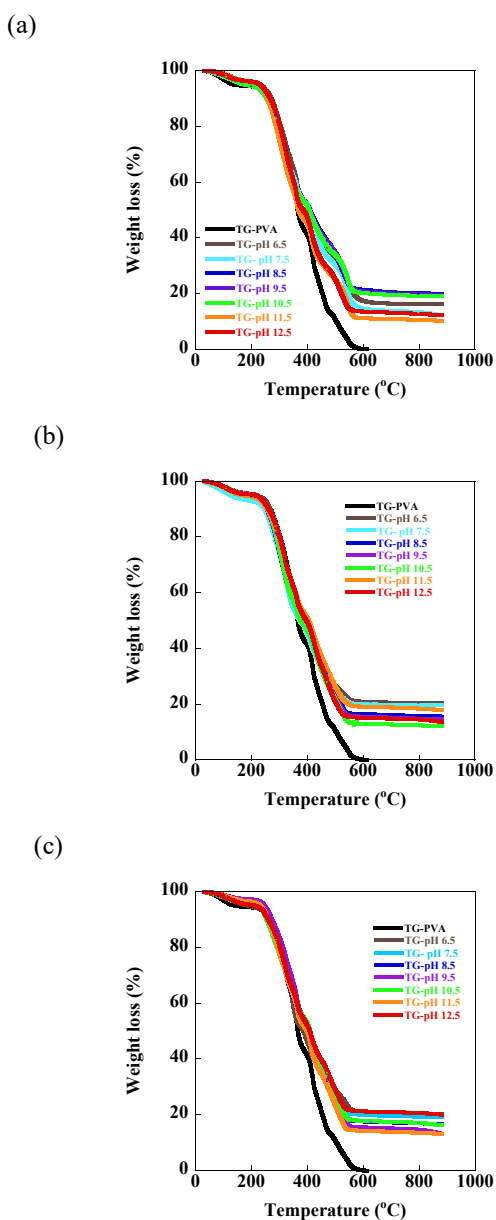 (a)
100
80
60
40
20
0
Weight loss (%)
TG-PVA
TG-pH 6.5
TG- pH 7.5
TG-pH 8.5
TG-pH 9.5
TG-pH 10.5
TG-pH 11.5
TG-pH 12.5
0 200 400 600 800 1000
Temperature (°C)
(b)
100
80
60
40
20
0
Weight loss (%)
TG-PVA
TG-pH 6.5
TG- pH 7.5
TG-pH 8.5
TG-pH 9.5
TG-pH 10.5
TG-pH 11.5
TG-pH 12.5
0 200 400 600 800 1000
Temperature (°C)
(c)
100
80
60
40
20
0
Weight loss (%)
TG-PVA
TG-pH 6.5
TG- pH 7.5
TG-pH 8.5
TG-pH 9.5
TG-pH 10.5
TG-pH 11.5
TG-pH 12.5
0 200 400 600 800 1000
Temperature (°C)